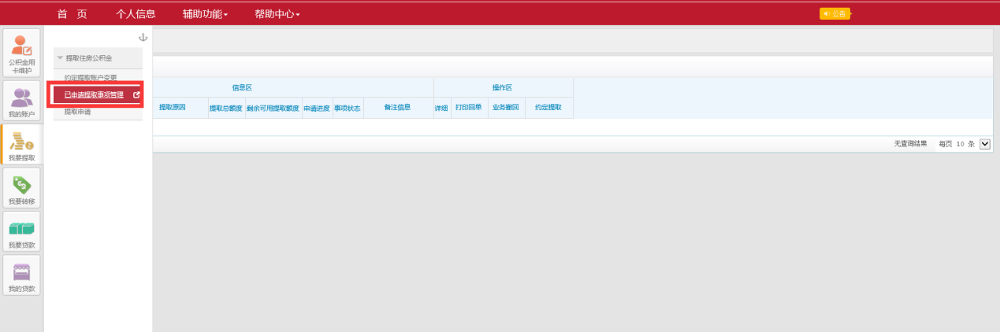 首 页 个人信息 辅助功能 帮助中心 公告
公积金用
卡维护
我的账户
我要提取
我要转移
我要贷款
我的贷款
提取住房公积金
约定提取账户变更
已申请提取事项管理
提取申请
信息区 操作区
提取原因 提取总额度 剩余可用提取额度 申请进度 事项状态 备注信息 详细 打印回单 业务撤回 约定提取
无查询结果 每页 10 条